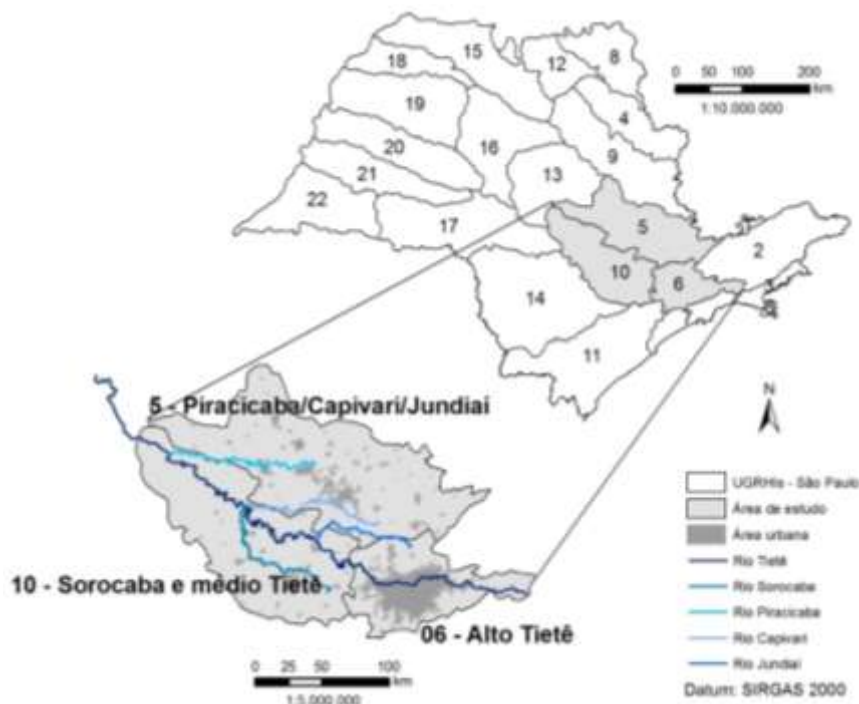 15
8
12
18
0 50 100 200
km
1:10.000.000
19
4
16
9
20
21
13
22
5
17
2
10
6
3
14
11
N
5 - Piracicaba/Capivari/Jundiaí
UGRHIs - São Paulo
Área de estudo
Área urbana
Rio Tietê
10 - Sorocaba e médio Tietê
Rio Sorocaba
Rio Piracicaba
06 - Alto Tietê
Rio Capivari
0 25 50 100
km
Rio Jundiaí
1:5.000.000
Datum: SIRGAS 2000